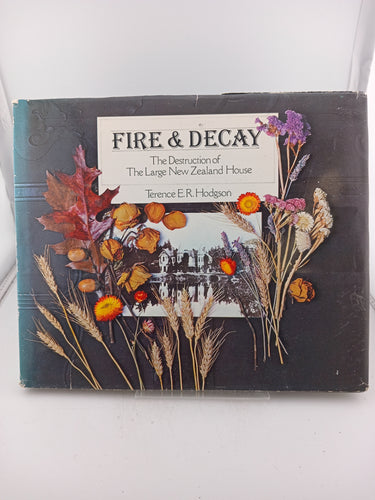 FIRE & DECAY
The Destruction of
The Large New Zealand House
Terence E.R. Hodgson